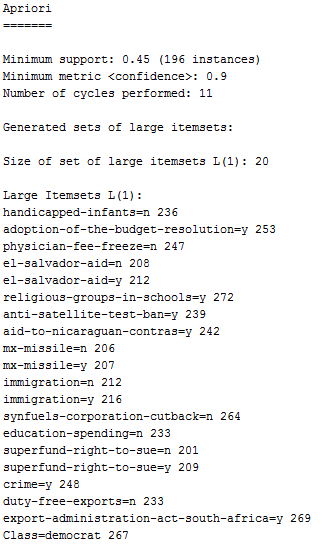 Apriori
=======
Minimum support: 0.45 (196 instances)
Minimum metric <confidence>: 0.9
Number of cycles performed: 11
Generated sets of large itemsets:
Size of set of large itemsets L(1): 20
Large Itemsets L(1):
handicapped-infants=n 236
adoption-of-the-budget-resolution=y 253
physician-fee-freeze=n 247
el-salvador-aid=n 208
el-salvador-aid=y 212
religious-groups-in-schools=y 272
anti-satellite-test-ban=y 239
aid-to-nicaraguan-contras=y 242
mx-missile=n 206
mx-missile=y 207
immigration=n 212
immigration=y 216
synfuels-corporation-cutback=n 264
education-spending=n 233
superfund-right-to-sue=n 201
superfund-right-to-sue=y 209
crime=y 248
duty-free-exports=n 233
export-administration-act-south-africa=y 269
Class=democrat 267